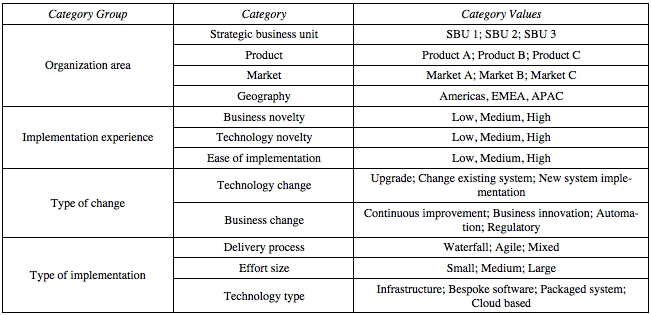 Category Group Category Category Values
Organization area
Strategic business unit SBU 1; SBU 2; SBU 3
Product Product A; Product B; Product C
Market Market A; Market B; Market C
Geography Americas, EMEA, APAC
Implementation experience
Business novelty Low, Medium, High
Technology novelty Low, Medium, High
Ease of implementation Low, Medium, High
Type of change
Technology change Upgrade; Change existing system; New system imple-
mentation
Business change Continuous improvement; Business innovation; Automa-
tion; Regulatory
Type of implementation
Delivery process Waterfall; Agile; Mixed
Effort size Small; Medium; Large
Technology type Infrastructure; Bespoke software; Packaged system;
Cloud based